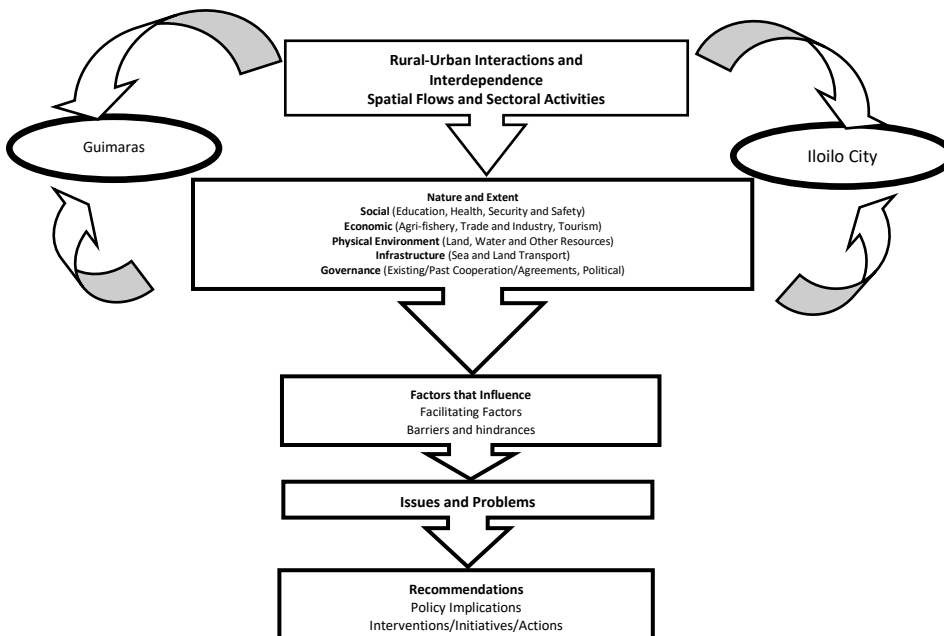 Rural-Urban Interactions and
Interdependence
Spatial Flows and Sectoral Activities
Guimaras
Iloilo City
Nature and Extent
Social (Education, Health, Security and Safety)
Economic (Agri-fishery, Trade and Industry, Tourism)
Physical Environment (Land, Water and Other Resources)
Infrastructure (Sea and Land Transport)
Governance (Existing/Past Cooperation/Agreements, Political)
Factors that Influence
Facilitating Factors
Barriers and hindrances
Issues and Problems
Recommendations
Policy Implications
Interventions/Initiatives/Actions